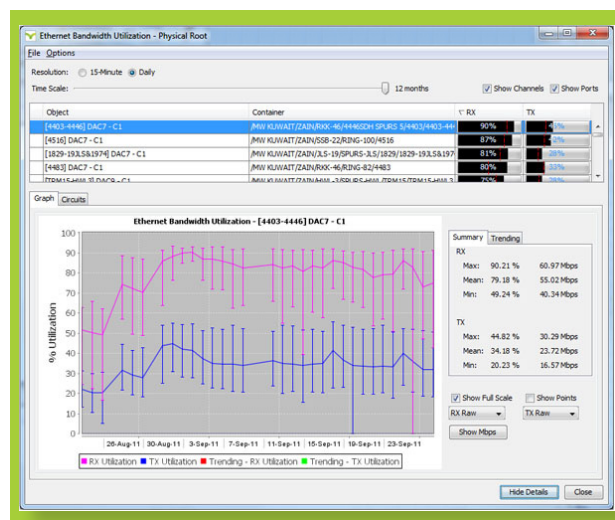 Ethernet Bandwidth Utilization - Physical Root
File Options
Resolution: 15-Minute Daily
Time Scale: 12 months Show Channels Show Ports
Object Container RX TX
[4403-4446] DAC7 - C1 /MW KUWAIT/ZAIN/RKK-46/4446SDH SPURS S/4403/4403-444 90%
[4516] DAC7 - C1 /MW KUWAIT/ZAIN/SSB-22/RING-100/4516 87%
[1829-19JLS&1974] DAC7 - C1 /MW KUWAIT/ZAIN/JLS-19/SPURS-JLS/1829/1829-19JLS&197 81% 28%
[4483] DAC7 - C1 /MW KUWAIT/ZAIN/RKK-46/RING-82/4483 80% 33%
75%
Graph Circuits
Ethernet Bandwidth Utilization - [4403-4446] DAC7 - C1
% Utilization
100
90
80
70
60
50
40
30
20
10
0
26-Aug-11 30-Aug-11 3-Sep-11 7-Sep-11 11-Sep-11 15-Sep-11 19-Sep-11 23-Sep-11
RX Utilization TX Utilization Trending - RX Utilization Trending - TX Utilization
Summary Trending
RX
Max: 90.21 % 60.97 Mbps
Mean: 79.18 % 55.02 Mbps
Min: 49.24 % 40.34 Mbps
TX
Max: 44.82 % 30.29 Mbps
Mean: 34.18 % 23.72 Mbps
Min: 20.23 % 16.57 Mbps
Show Full Scale Show Points
RX Raw TX Raw
Show Mbps
Hide Details Close